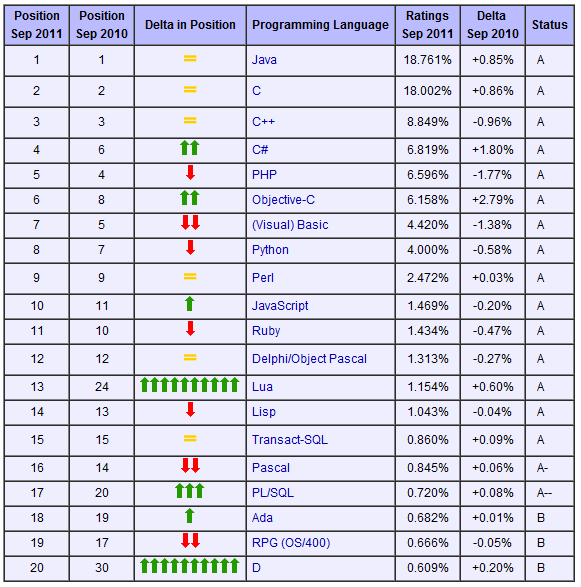 Position Sep 2011 Position Sep 2010 Delta in Position Programming Language Ratings Sep 2011 Delta Sep 2010 Status
1 1 = Java 18.761% +0.85% A
2 2 = C 18.002% +0.86% A
3 3 = C++ 8.849% -0.96% A
4 6 C# 6.819% +1.80% A
5 4 PHP 6.596% -1.77% A
6 8 Objective-C 6.158% +2.79% A
7 5 (Visual) Basic 4.420% -1.38% A
8 7 Python 4.000% -0.58% A
9 9 = Perl 2.472% +0.03% A
10 11 JavaScript 1.469% -0.20% A
11 10 Ruby 1.434% -0.47% A
12 12 = Delphi/Object Pascal 1.313% -0.27% A
13 24 Lua 1.154% +0.60% A
14 13 Lisp 1.043% -0.04% A
15 15 = Transact-SQL 0.860% +0.09% A
16 14 Pascal 0.845% +0.06% A-
17 20 PL/SQL 0.720% +0.08% A--
18 19 Ada 0.682% +0.01% B
19 17 RPG (OS/400) 0.666% -0.05% B
20 30 D 0.609% +0.20% B